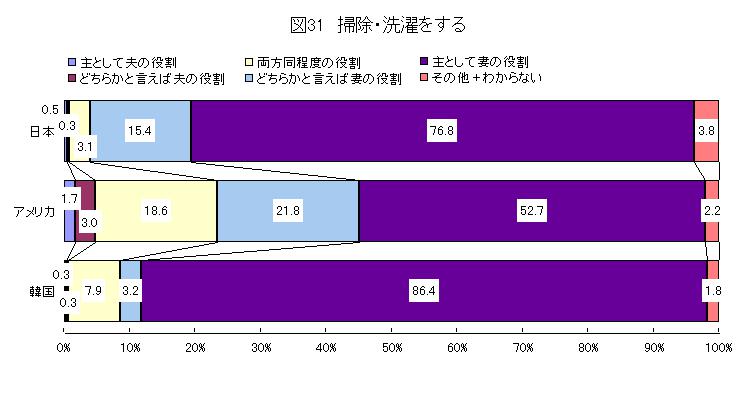 図31　掃除・洗濯をする
主として夫の役割　両方同程度の役割　主として妻の役割
どちらかと言えば夫の役割　どちらかと言えば妻の役割　その他＋わからない
日本 0.5 0.3 3.1 15.4 76.8 3.8
アメリカ 1.7 3.0 18.6 21.8 52.7 2.2
韓国 0.3 0.3 7.9 3.2 86.4 1.8
0% 10% 20% 30% 40% 50% 60% 70% 80% 90% 100%